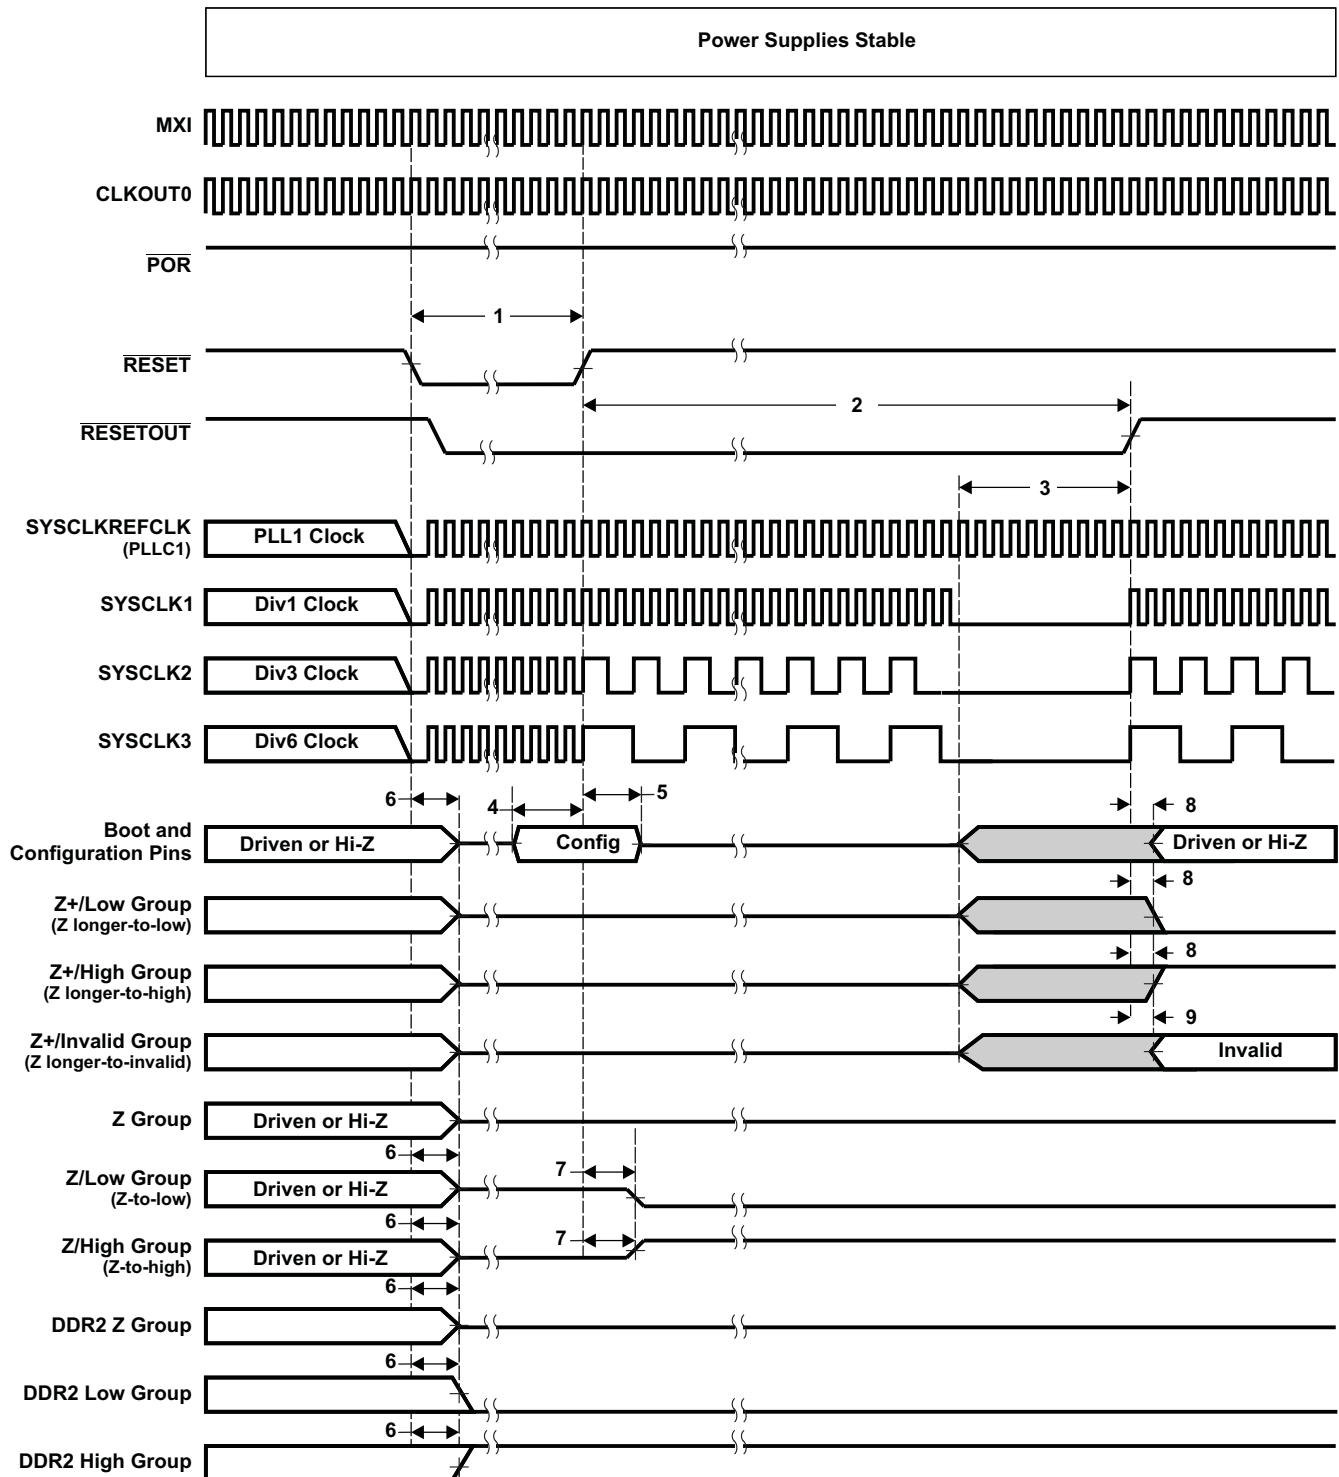 Power Supplies Stable
MXI
CLKOUT0
POR
1
RESET
2
RESETOUT
3
SYSCLKREFCLK
(PLLC1)
PLL1 Clock
SYSCLK1
Div1 Clock
SYSCLK2
Div3 Clock
SYSCLK3
Div6 Clock
6
4
5
8
Boot and
Configuration Pins
Driven or Hi-Z
Config
Driven or Hi-Z
8
Z+/Low Group
(Z longer-to-low)
8
Z+/High Group
(Z longer-to-high)
9
Z+/Invalid Group
(Z longer-to-invalid)
Invalid
Z Group
Driven or Hi-Z
6
7
Z/Low Group
(Z-to-low)
Driven or Hi-Z
6
7
Z/High Group
(Z-to-high)
Driven or Hi-Z
6
DDR2 Z Group
6
DDR2 Low Group
6
DDR2 High Group